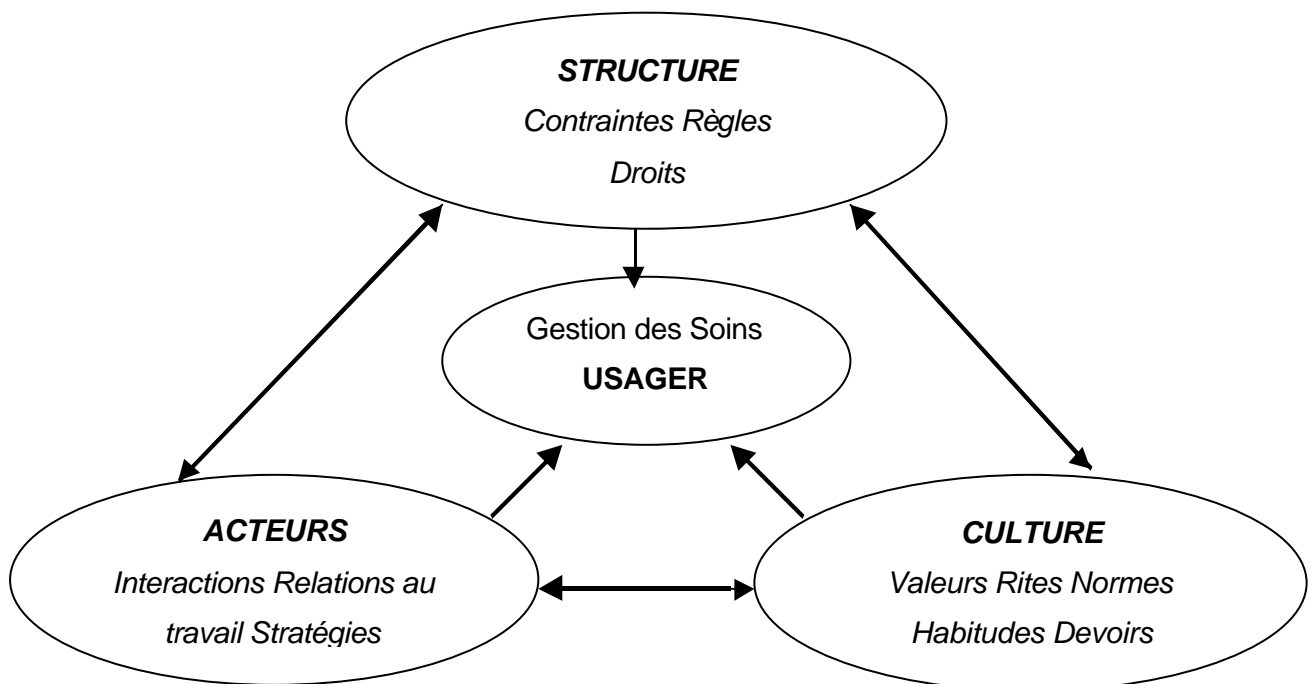 STRUCTURE
Contraintes Règles
Droits
Gestion des Soins
USAGER
ACTEURS
Interactions Relations au
travail Stratégies
CULTURE
Valeurs Rites Normes
Habitudes Devoirs